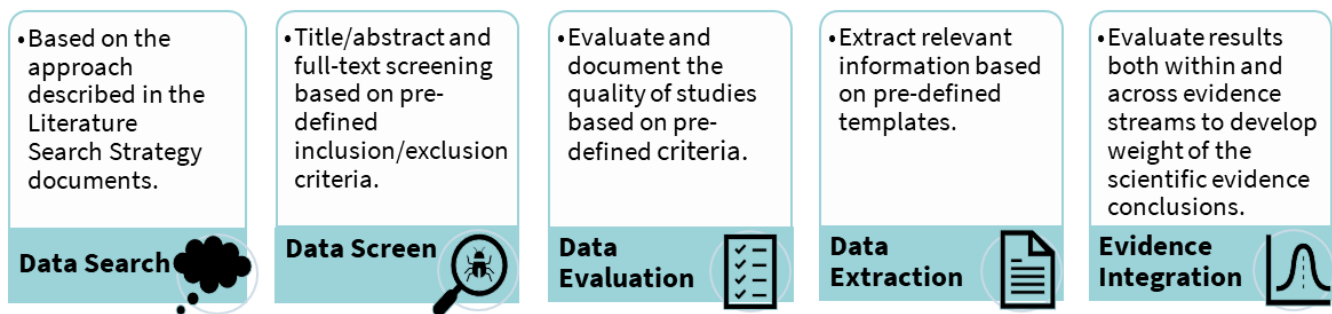 •Based on the
approach
described in the
Literature
Search Strategy
documents.
Data Search
•Title/abstract and
full-text screening
based on pre-
defined
inclusion/exclusion
criteria.
Data Screen
•Evaluate and
document the
quality of studies
based on pre-
defined criteria.
Data
Evaluation
•Extract relevant
information based
on pre-defined
templates.
Data
Extraction
•Evaluate results
both within and
across evidence
streams to develop
weight of the
scientific evidence
conclusions.
Evidence
Integration